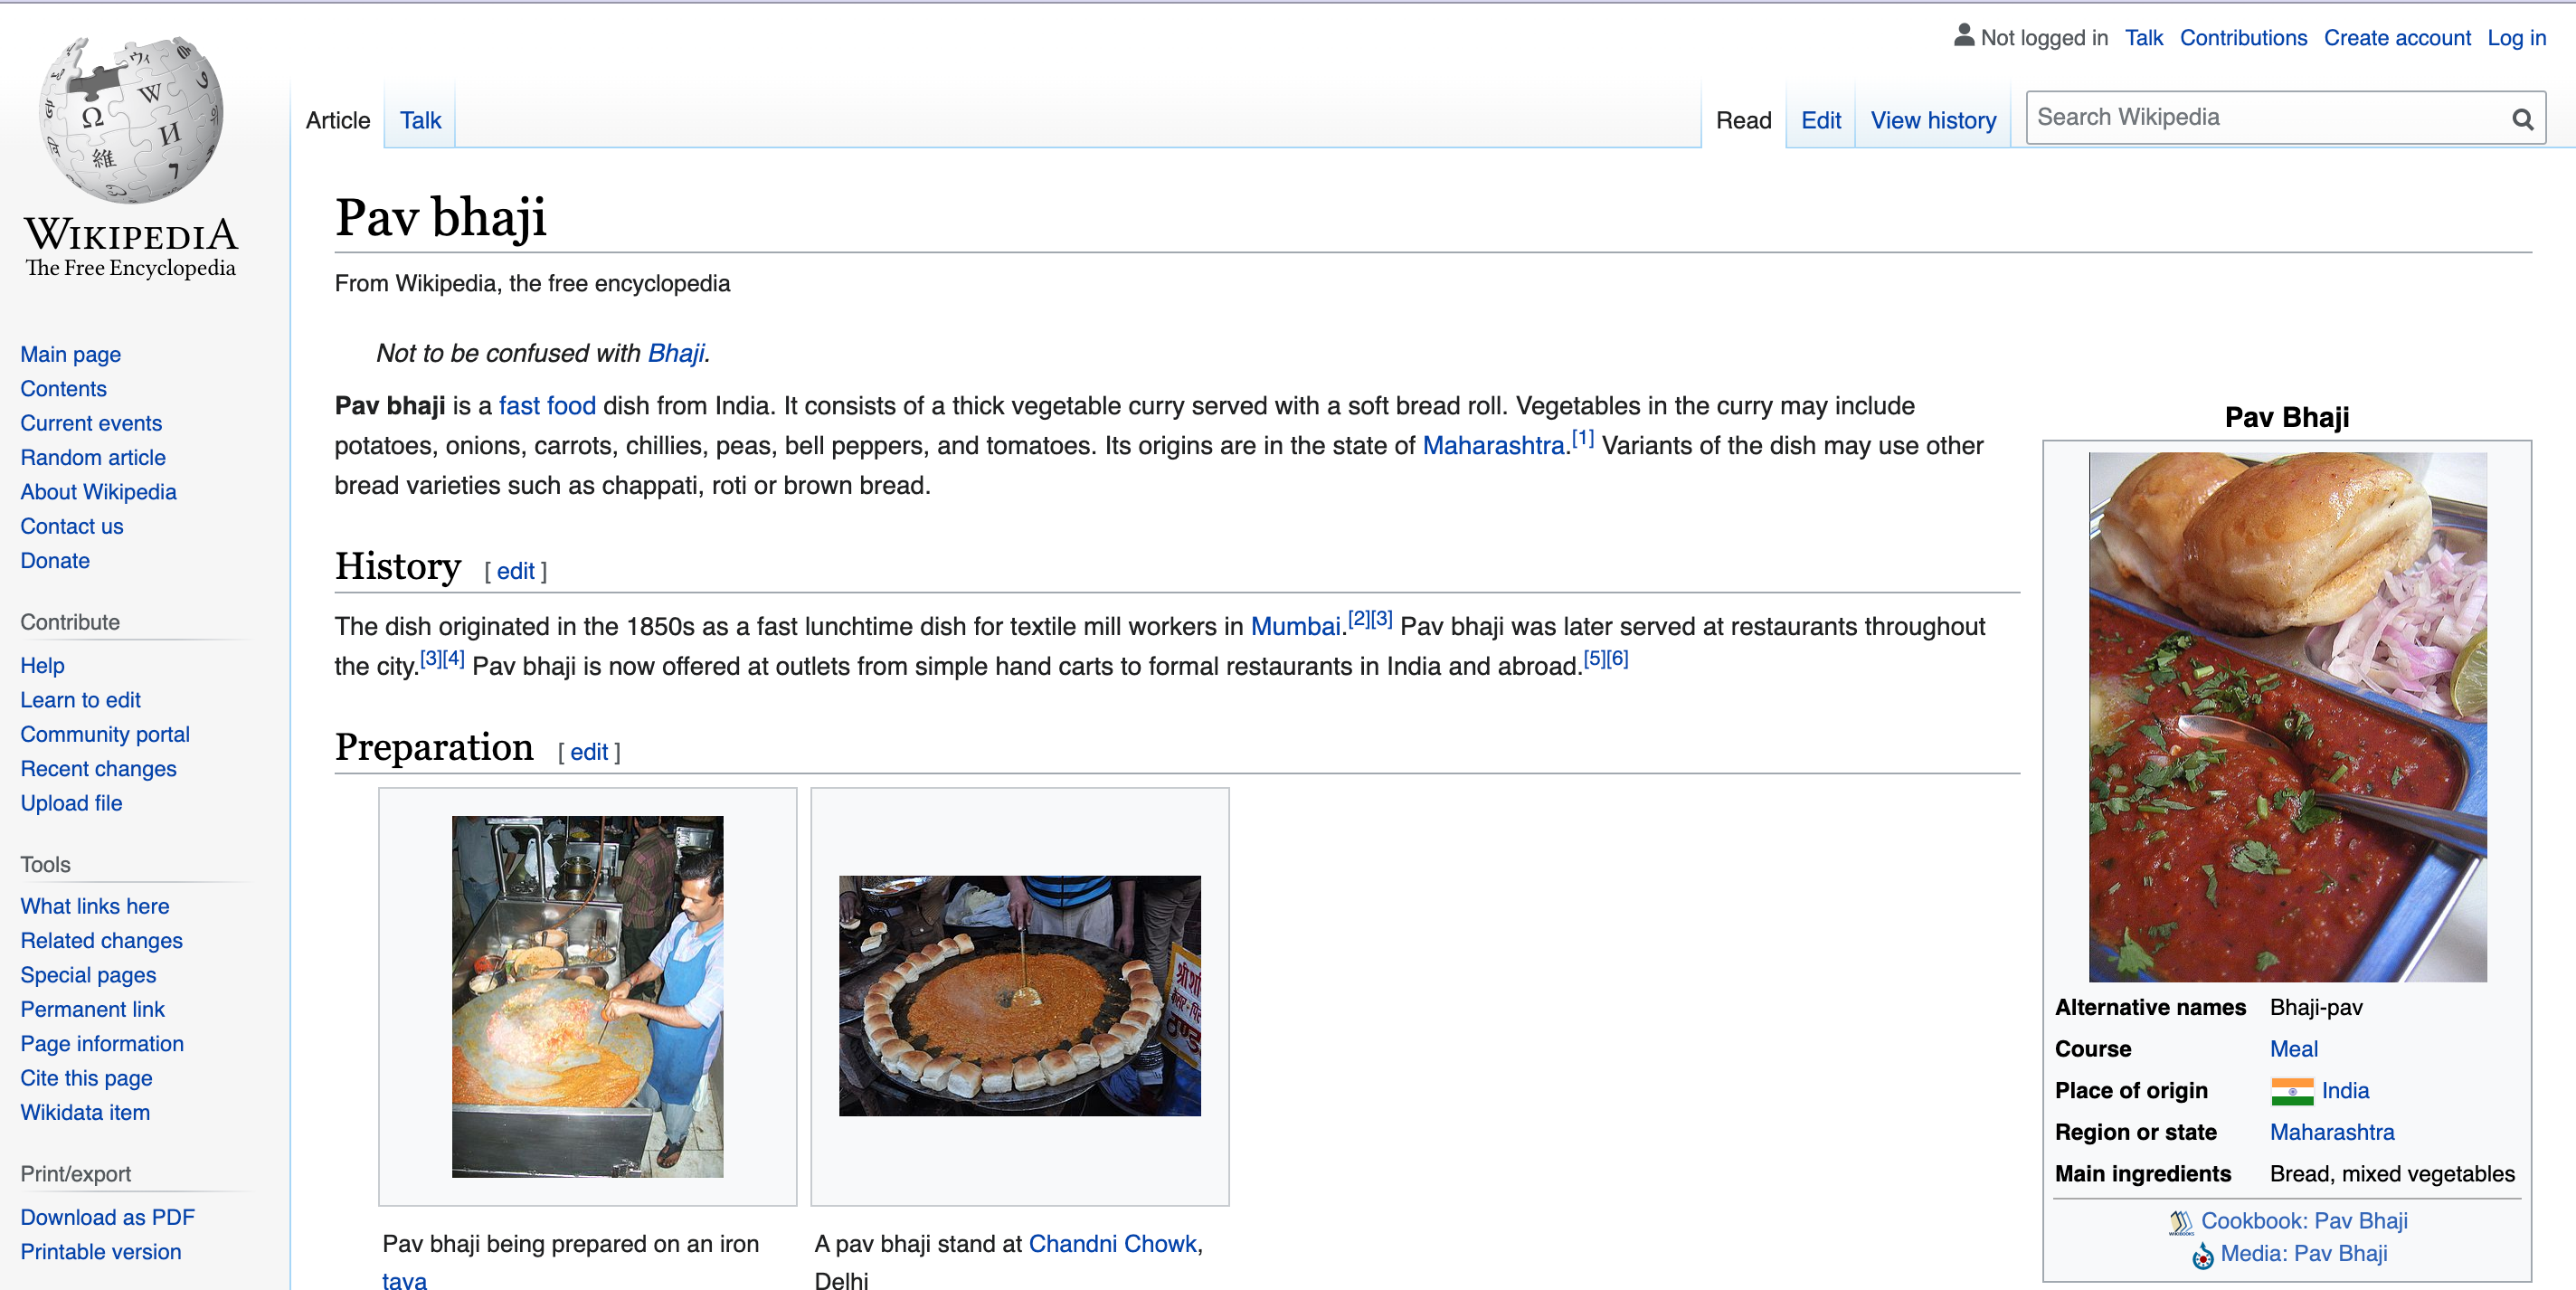 Not logged in Talk Contributions Create account Log in
Article Talk
Read Edit View history
Search Wikipedia
WIKIPEDIA
The Free Encyclopedia
Main page
Contents
Current events
Random article
About Wikipedia
Contact us
Donate
Contribute
Help
Learn to edit
Community portal
Recent changes
Upload file
Tools
What links here
Related changes
Special pages
Permanent link
Page information
Cite this page
Wikidata item
Print/export
Download as PDF
Printable version
Pav bhaji
From Wikipedia, the free encyclopedia
Not to be confused with Bhaji.
Pav bhaji is a fast food dish from India. It consists of a thick vegetable curry served with a soft bread roll. Vegetables in the curry may include
potatoes, onions, carrots, chillies, peas, bell peppers, and tomatoes. Its origins are in the state of Maharashtra.[1] Variants of the dish may use other
bread varieties such as chappati, roti or brown bread.
History [ edit ]
The dish originated in the 1850s as a fast lunchtime dish for textile mill workers in Mumbai.[2][3] Pav bhaji was later served at restaurants throughout
the city.[3][4] Pav bhaji is now offered at outlets from simple hand carts to formal restaurants in India and abroad.[5][6]
Preparation [ edit ]
Pav bhaji being prepared on an iron
tava
A pav bhaji stand at Chandni Chowk,
Delhi
Pav Bhaji
Alternative names Bhaji-pav
Course Meal
Place of origin India
Region or state Maharashtra
Main ingredients Bread, mixed vegetables
Cookbook: Pav Bhaji
Media: Pav Bhaji